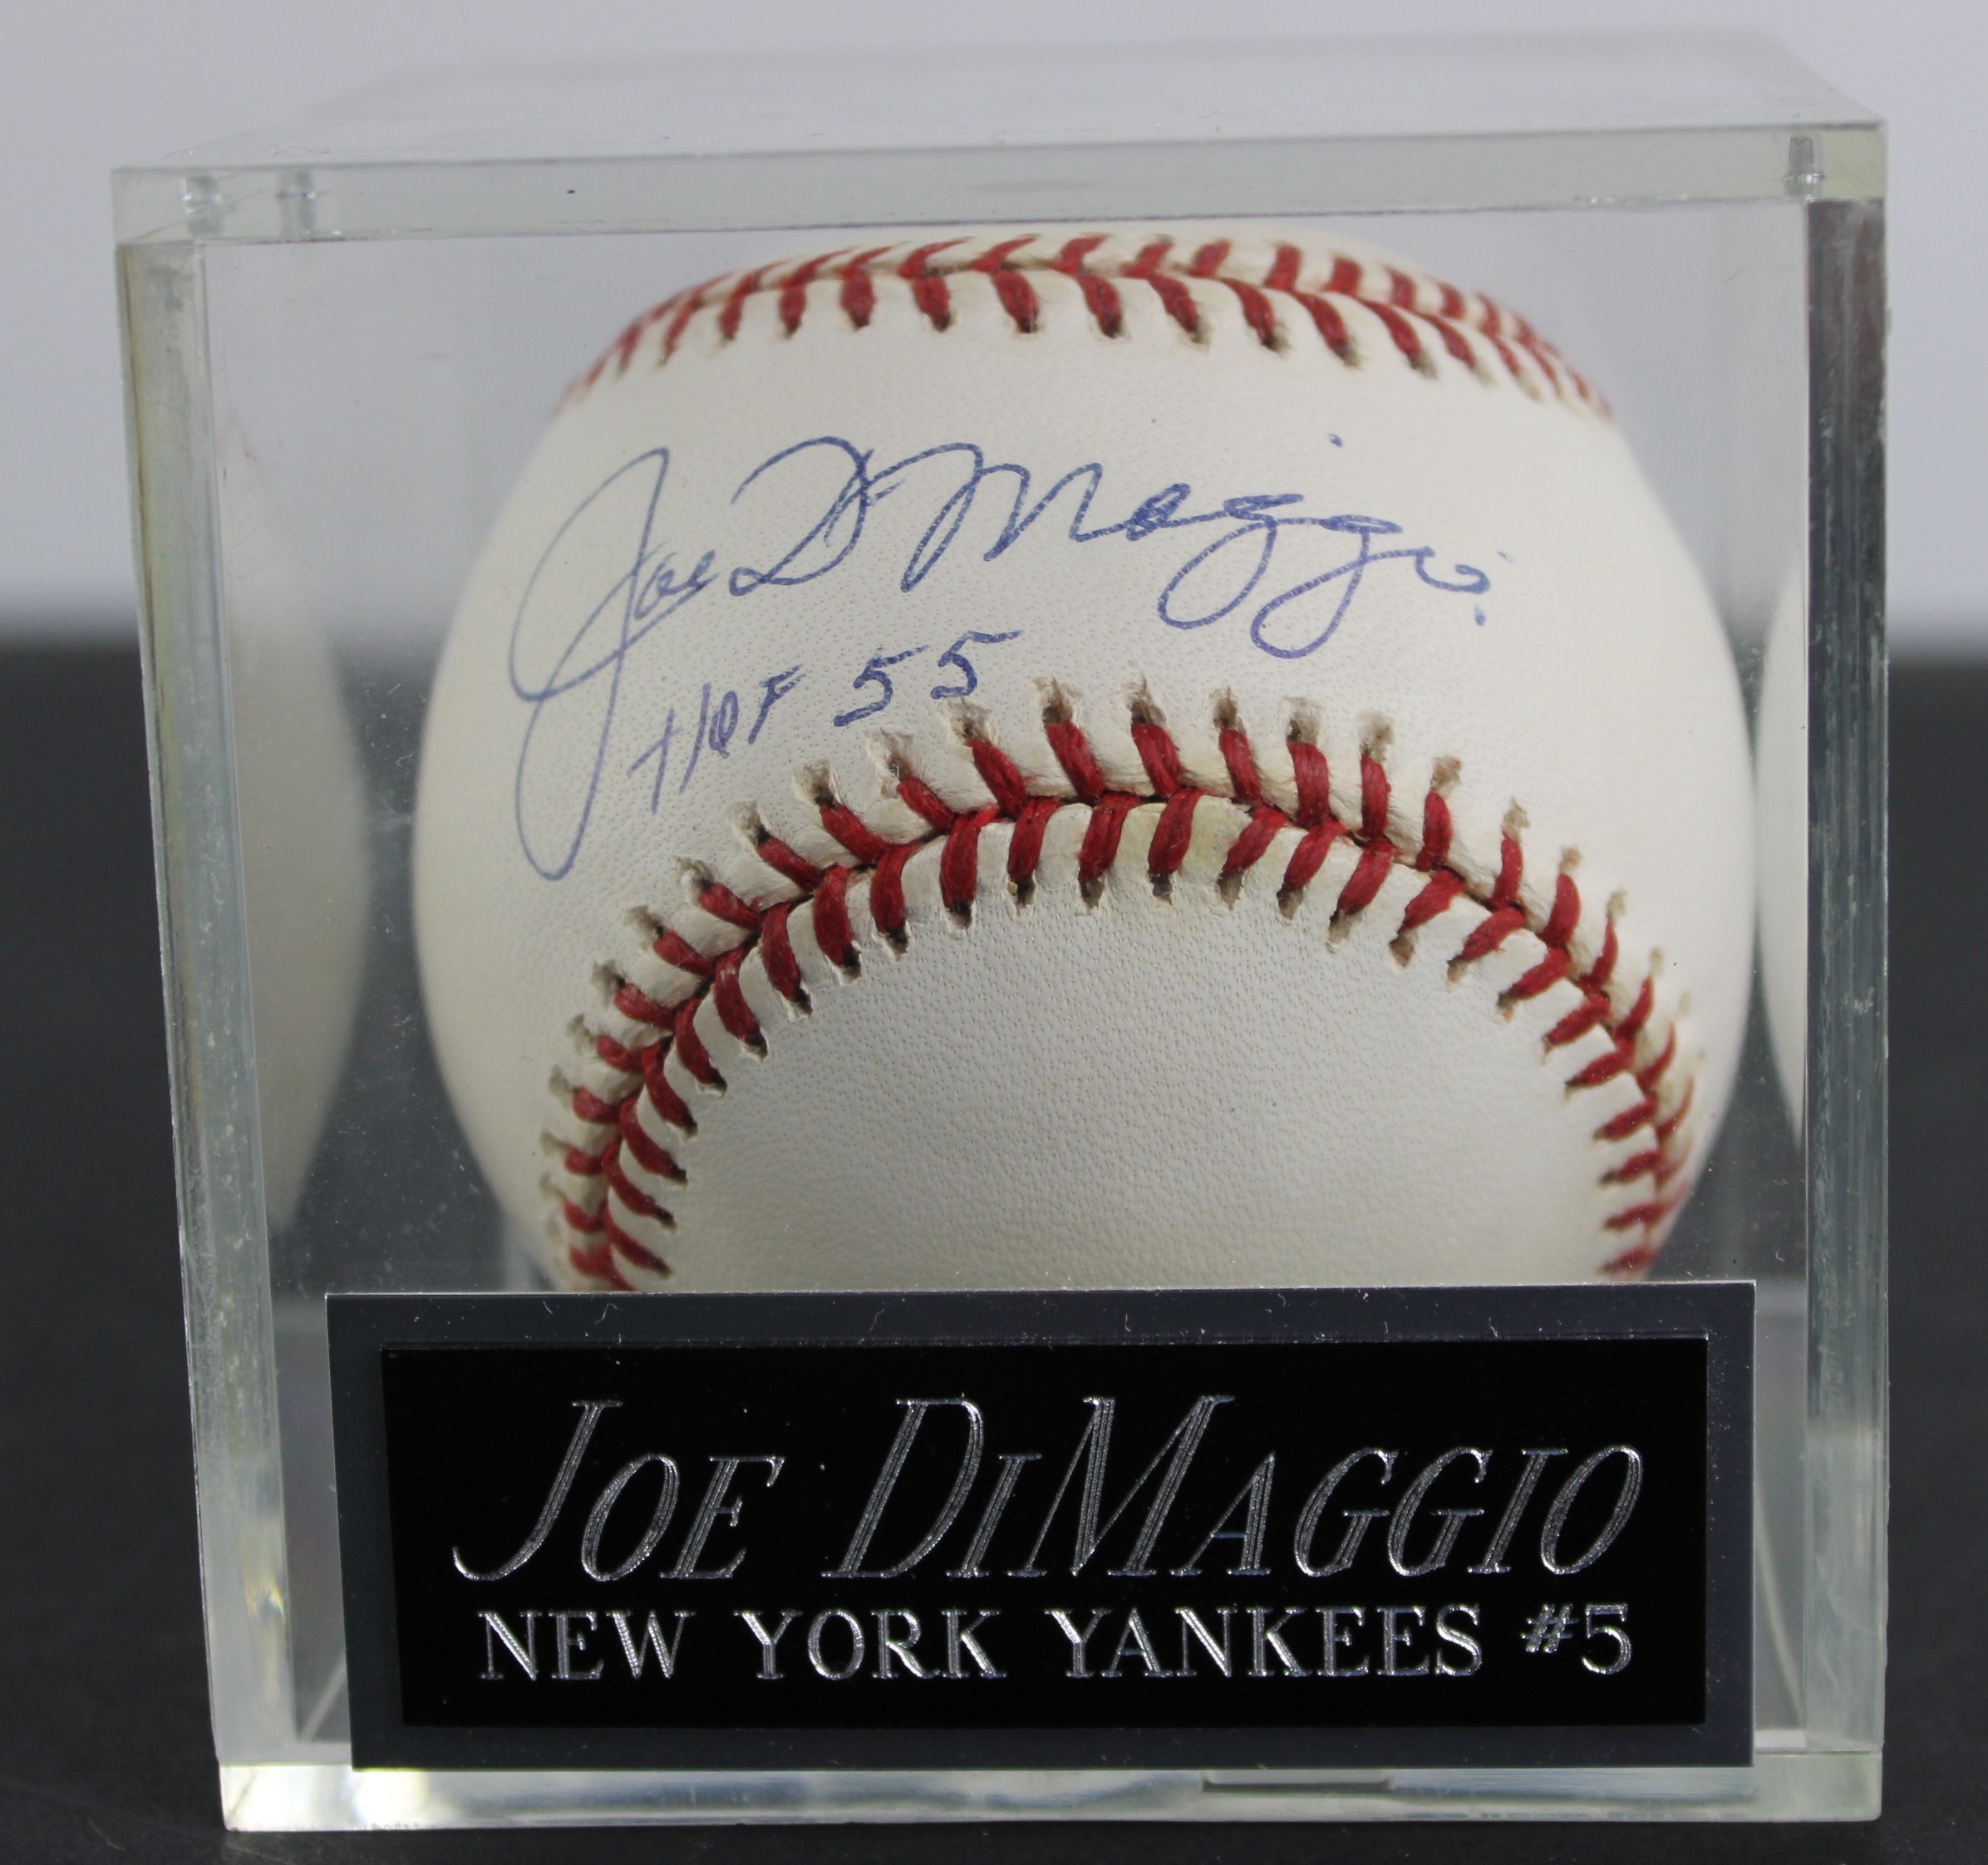 Joe DiMaggio
HOF 55
JOE DIMAGGIO
NEW YORK YANKEES #5